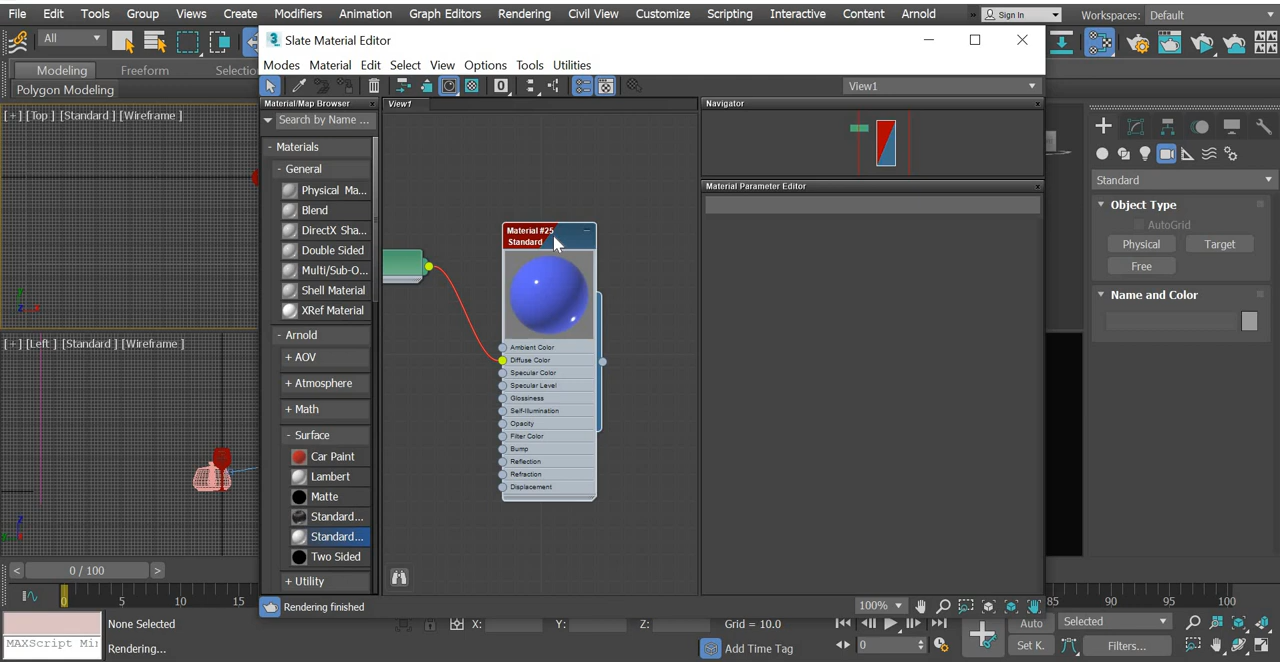 File Edit Tools Group Views Create Modifiers Animation Graph Editors Rendering Civil View Customize Scripting Interactive Content Arnold » Sign In Workspaces: Default
All
Slate Material Editor
Modes Material Edit Select View Options Tools Utilities
View1
Modeling Freeform Selectio
Polygon Modeling
Material/Map Browser
View1
Navigator
[+] [Top] [Standard] [Wireframe]
Search by Name ...
- Materials
- General
Physical Ma...
Blend
DirectX Sha...
Double Sided
Multi/Sub-O...
Shell Material
XRef Material
- Arnold
+ AOV
+ Atmosphere
+ Math
- Surface
Car Paint
Lambert
Matte
Standard...
Standard...
Two Sided
+ Utility
Material #25
Standard
Ambient Color
Diffuse Color
Specular Color
Specular Level
Glossiness
Self-Illumination
Opacity
Filter Color
Bump
Reflection
Refraction
Displacement
Material Parameter Editor
Standard
Object Type
AutoGrid
Physical Target
Free
Name and Color
[+] [Left] [Standard] [Wireframe]
0 / 100
0 5 10 15
85 90 95 100
Rendering finished
100%
None Selected
X: Y: Z: Grid = 10.0
Auto Selected
MAXScript Min
Rendering...
Add Time Tag
0
Set K. Filters...